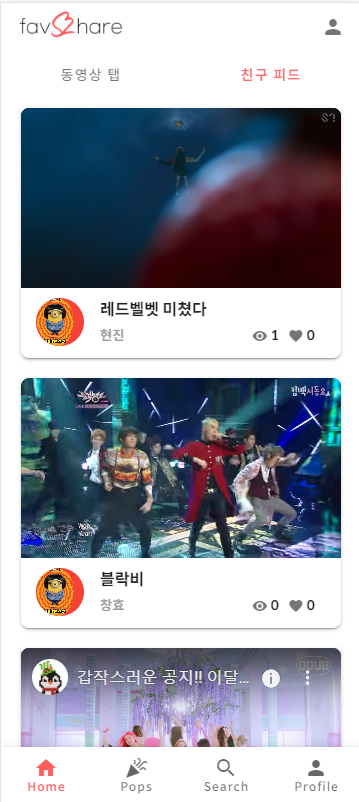 favShare
동영상 탭
친구 피드
레드벨벳 미쳤다
현진
1
0
블락비
창효
0
0
갑작스러운 공지!! 이달...
Home
Pops
Search
Profile